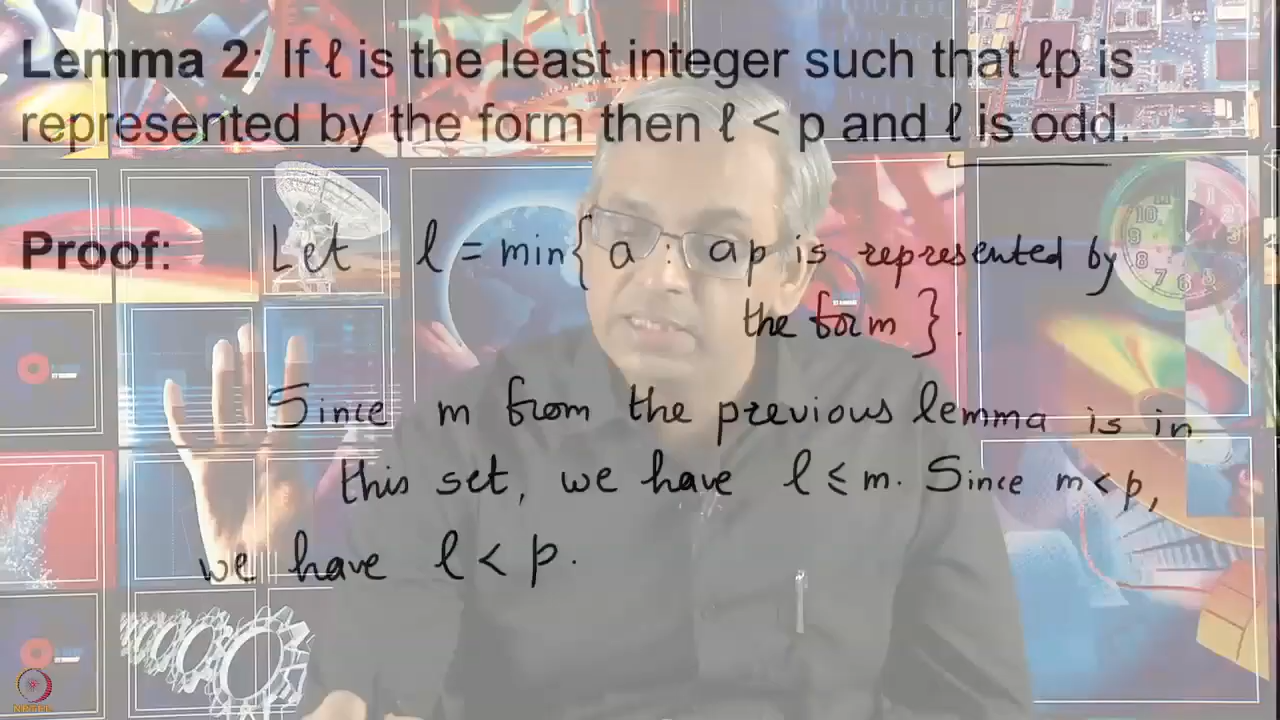 Lemma 2: If ℓ is the least integer such that ℓp is
represented by the form then ℓ < p and ℓ is odd.
Proof: Let ℓ = min{ a : ap is represented by
the form }.
Since m from the previous lemma is in
this set, we have ℓ ≤ m. Since m < p,
we have ℓ < p.
NPTEL